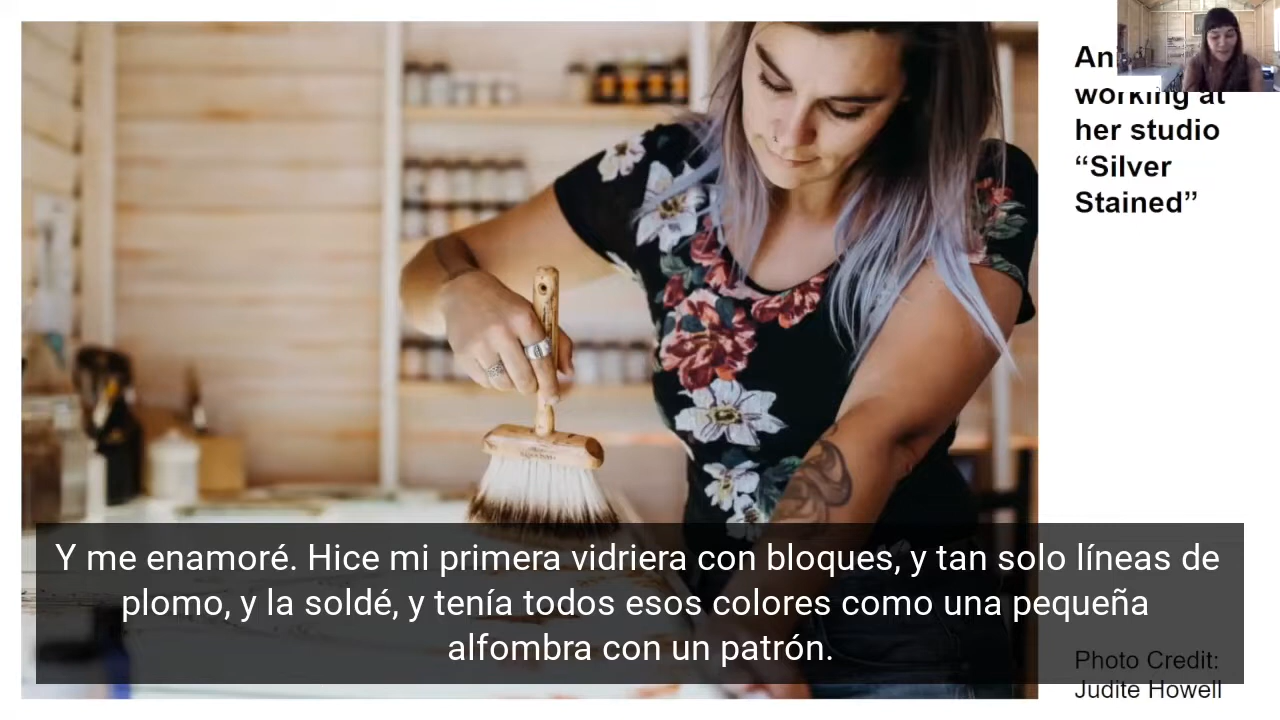 working at
her studio
“Silver
Stained”
Y me enamoré. Hice mi primera vidriera con bloques, y tan solo líneas de
plomo, y la soldé, y tenía todos esos colores como una pequeña
alfombra con un patrón.
Photo Credit:
Judite Howell